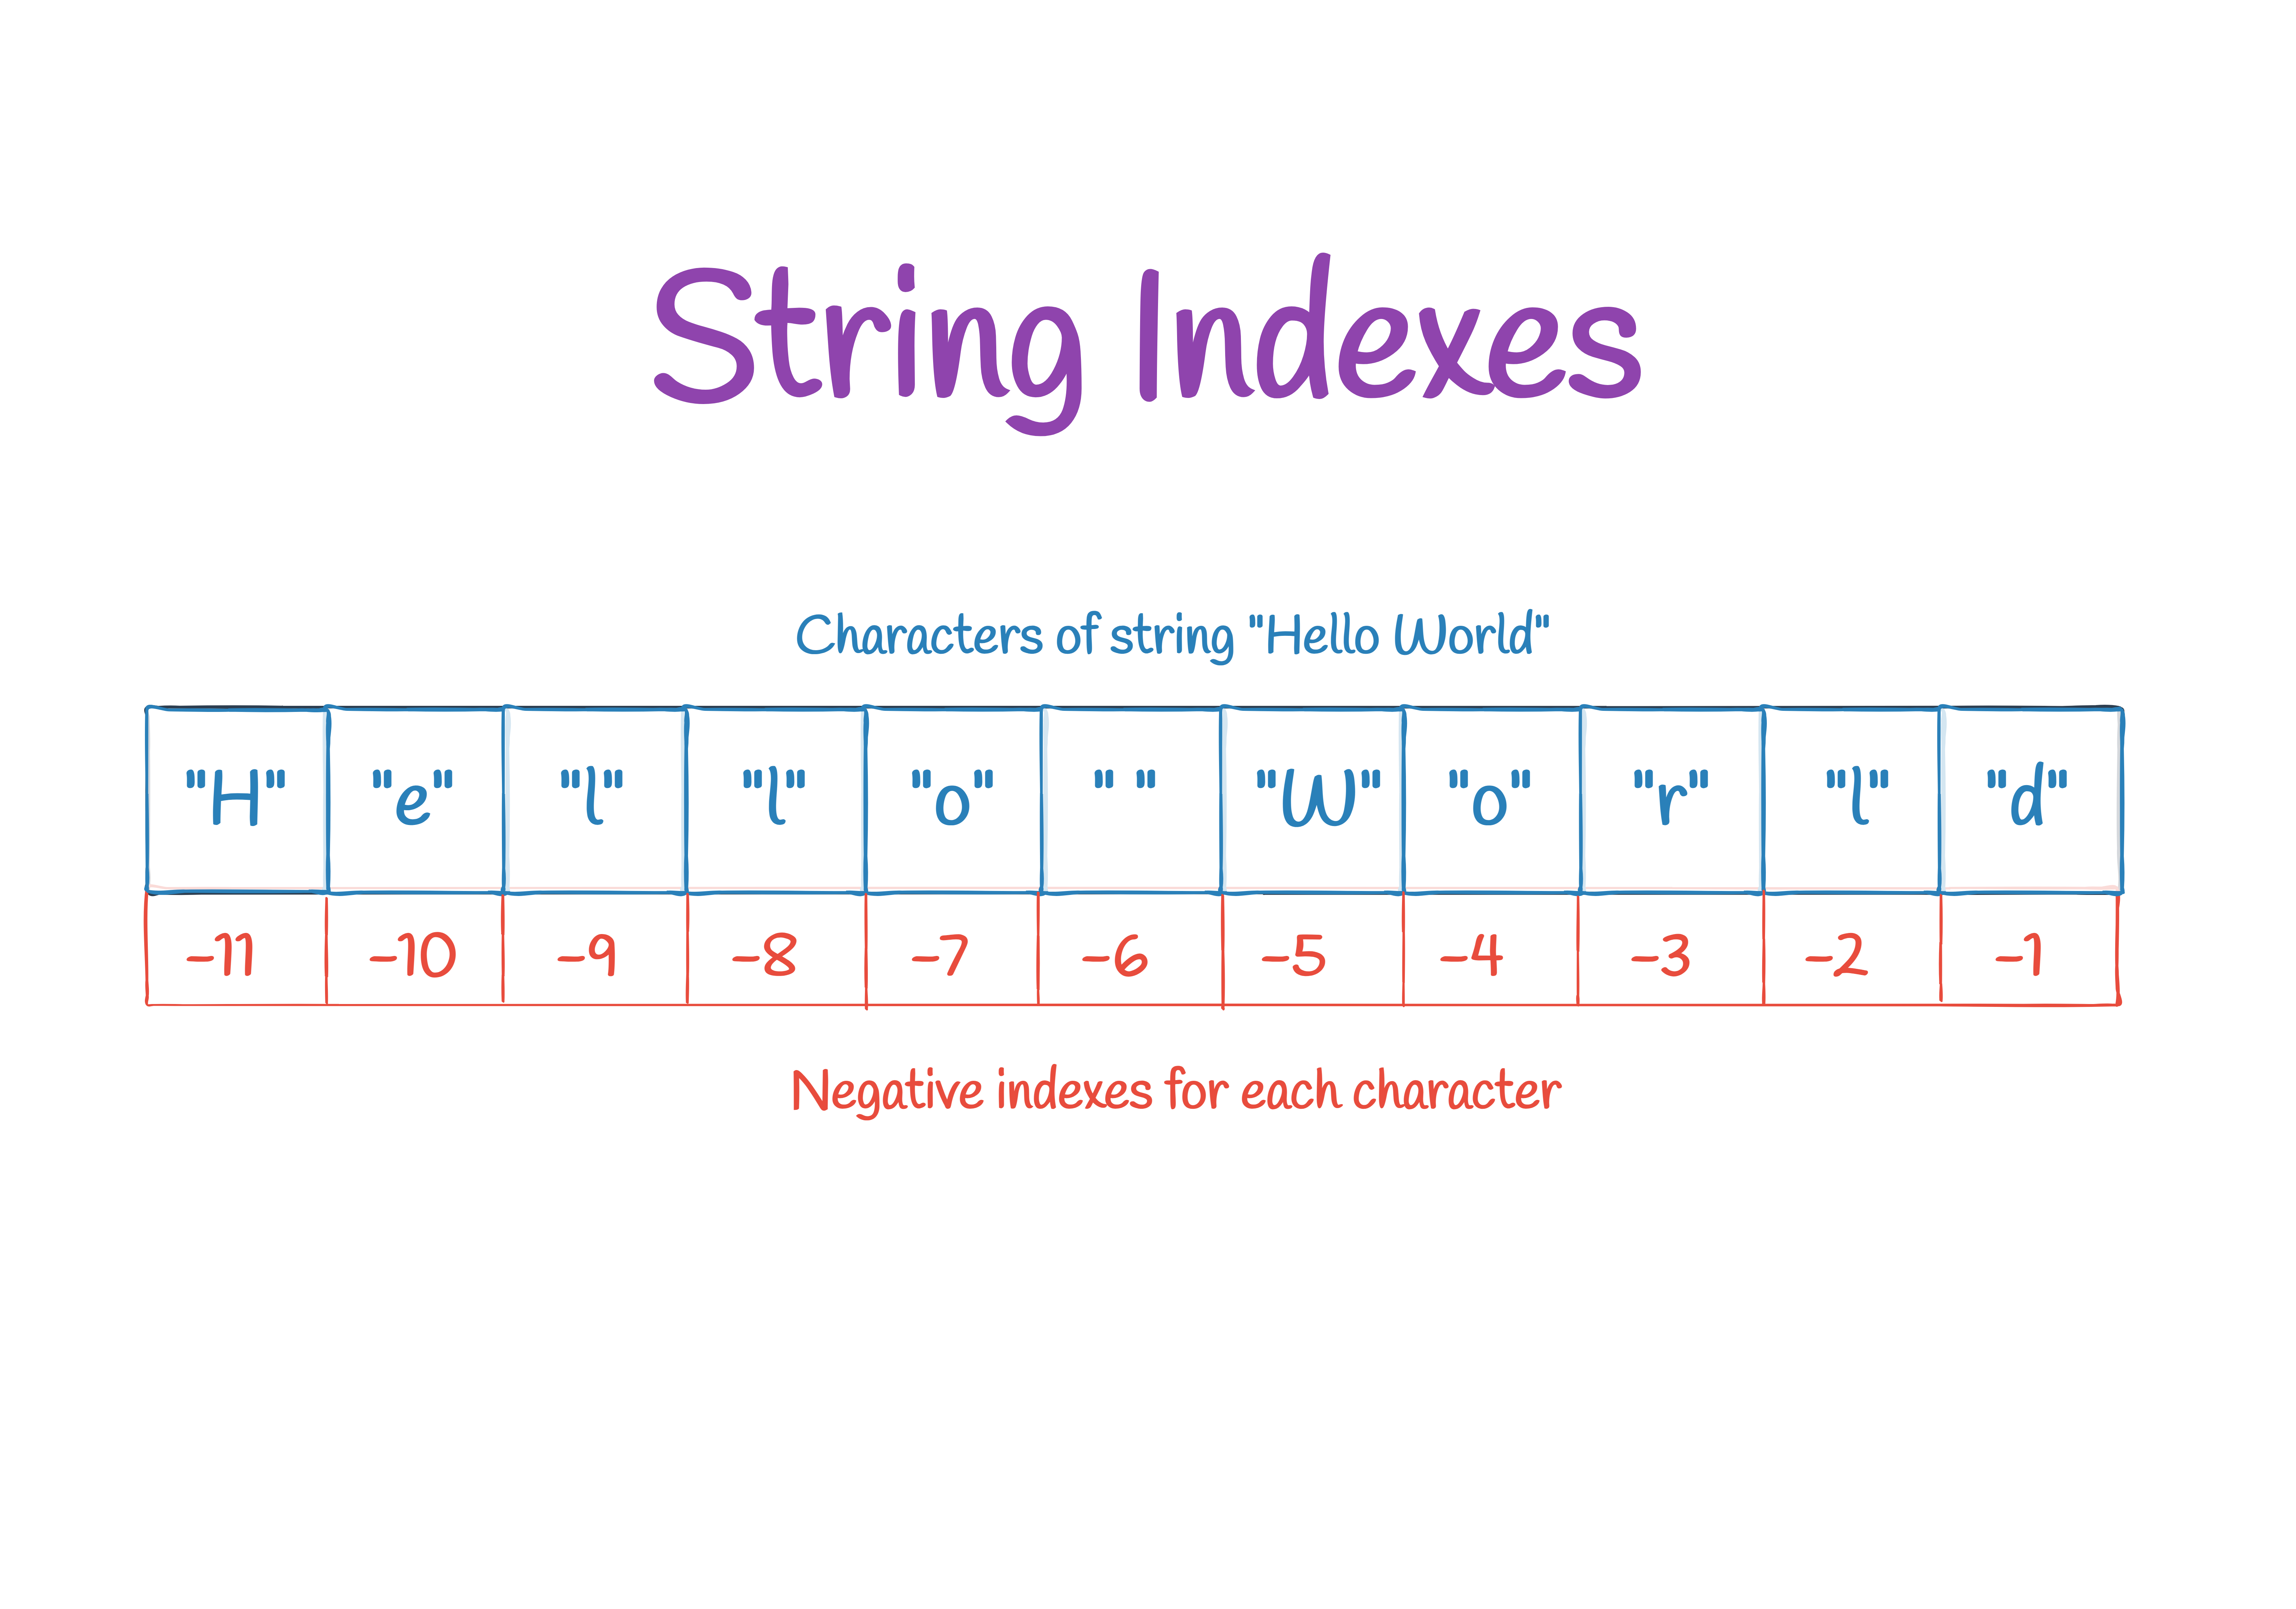 String Indexes
Characters of string "Hello World"
"H" "e" "l" "l" "o" " " "W" "o" "r" "l" "d"
-11 -10 -9 -8 -7 -6 -5 -4 -3 -2 -1
Negative indexes for each character